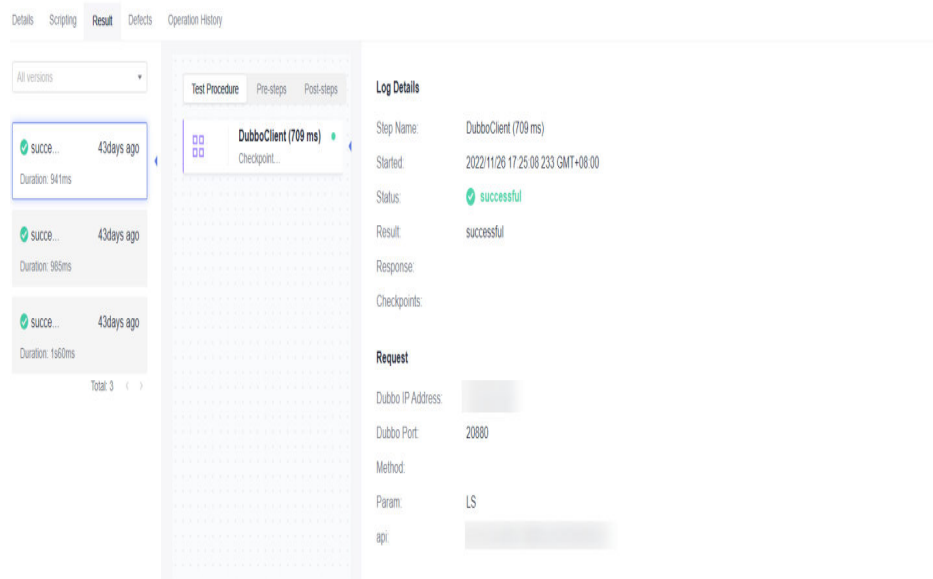 Details Scripting Result Defects Operation History
All versions
succe... 43days ago
Duration: 941ms
succe... 43days ago
Duration: 985ms
succe... 43days ago
Duration: 1s60ms
Total: 3 < >
Test Procedure Pre-steps Post-steps
DubboClient (709 ms)
Checkpoint...
Log Details
Step Name: DubboClient (709 ms)
Started: 2022/11/26 17:25:08 233 GMT+08:00
Status: successful
Result: successful
Response:
Checkpoints:
Request
Dubbo IP Address:
Dubbo Port: 20880
Method:
Param: LS
api: